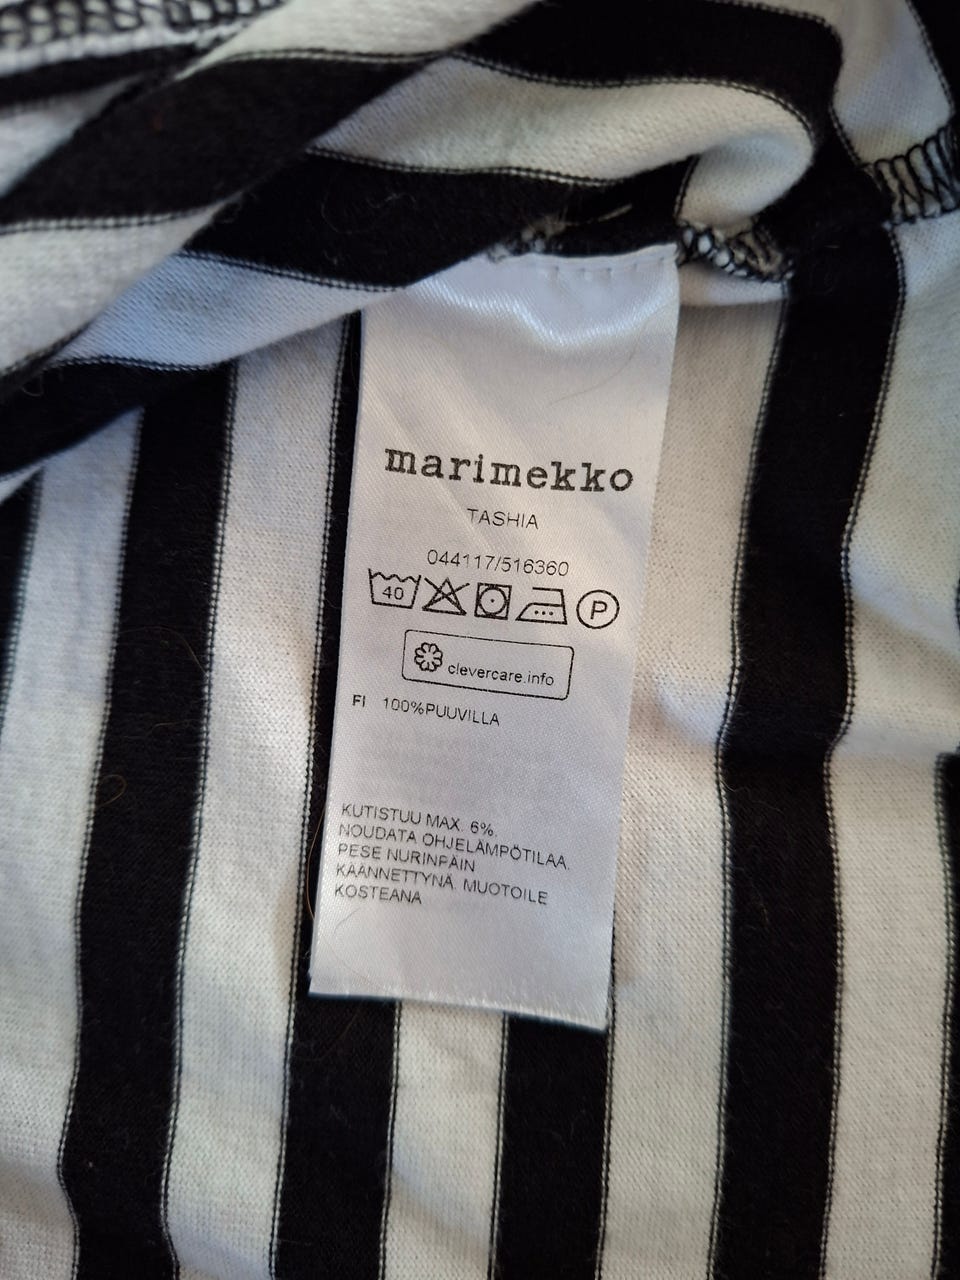 marimekko
TASHIA
044117/516360
40 P
clevercare.info
FI 100%PUUVILLA
KUTISTUU MAX. 6%.
NOUDATA OHJELÄMPÖTILAA.
PESE NURINPÄIN
KÄÄNNETTYNÄ. MUOTOILE
KOSTEANA